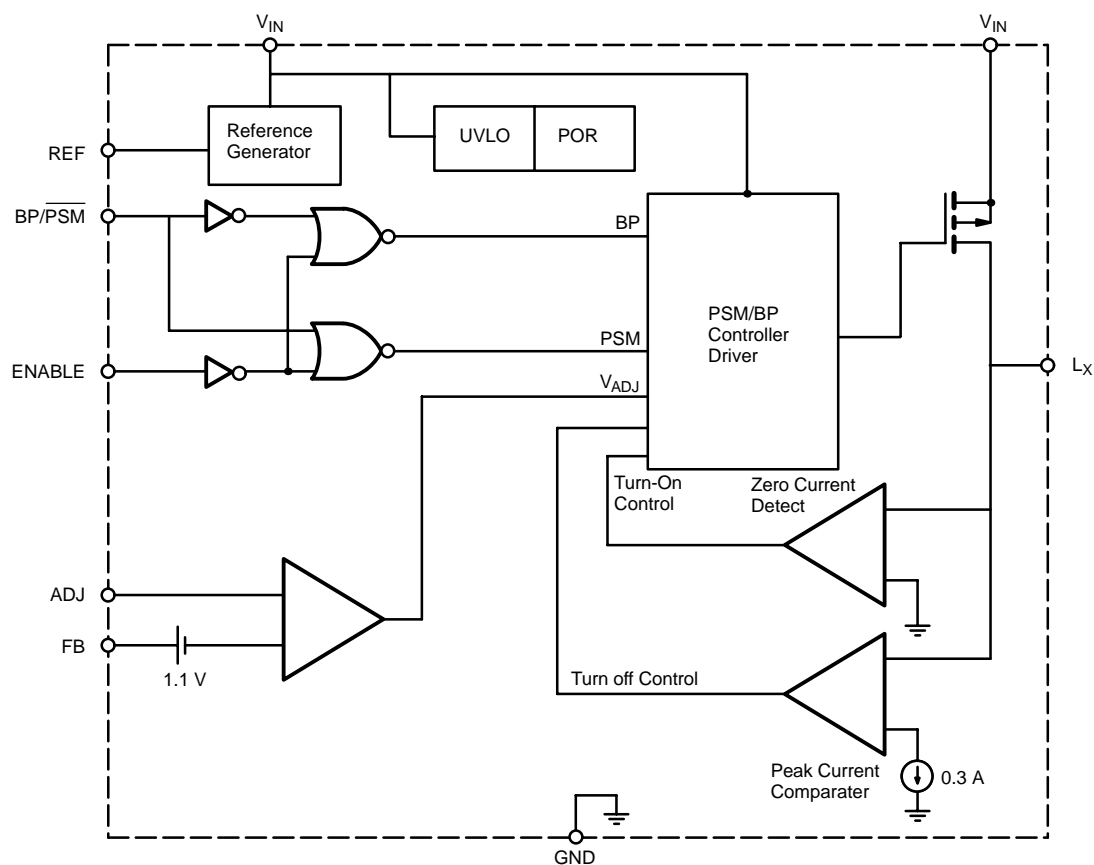 VIN
VIN
Reference
Generator
UVLO
POR
REF
BP/PSM
BP
PSM/BP
Controller
Driver
PSM
ENABLE
LX
VADJ
Turn-On
Control
Zero Current
Detect
ADJ
FB
1.1 V
Turn off Control
Peak Current
Comparater
0.3 A
GND